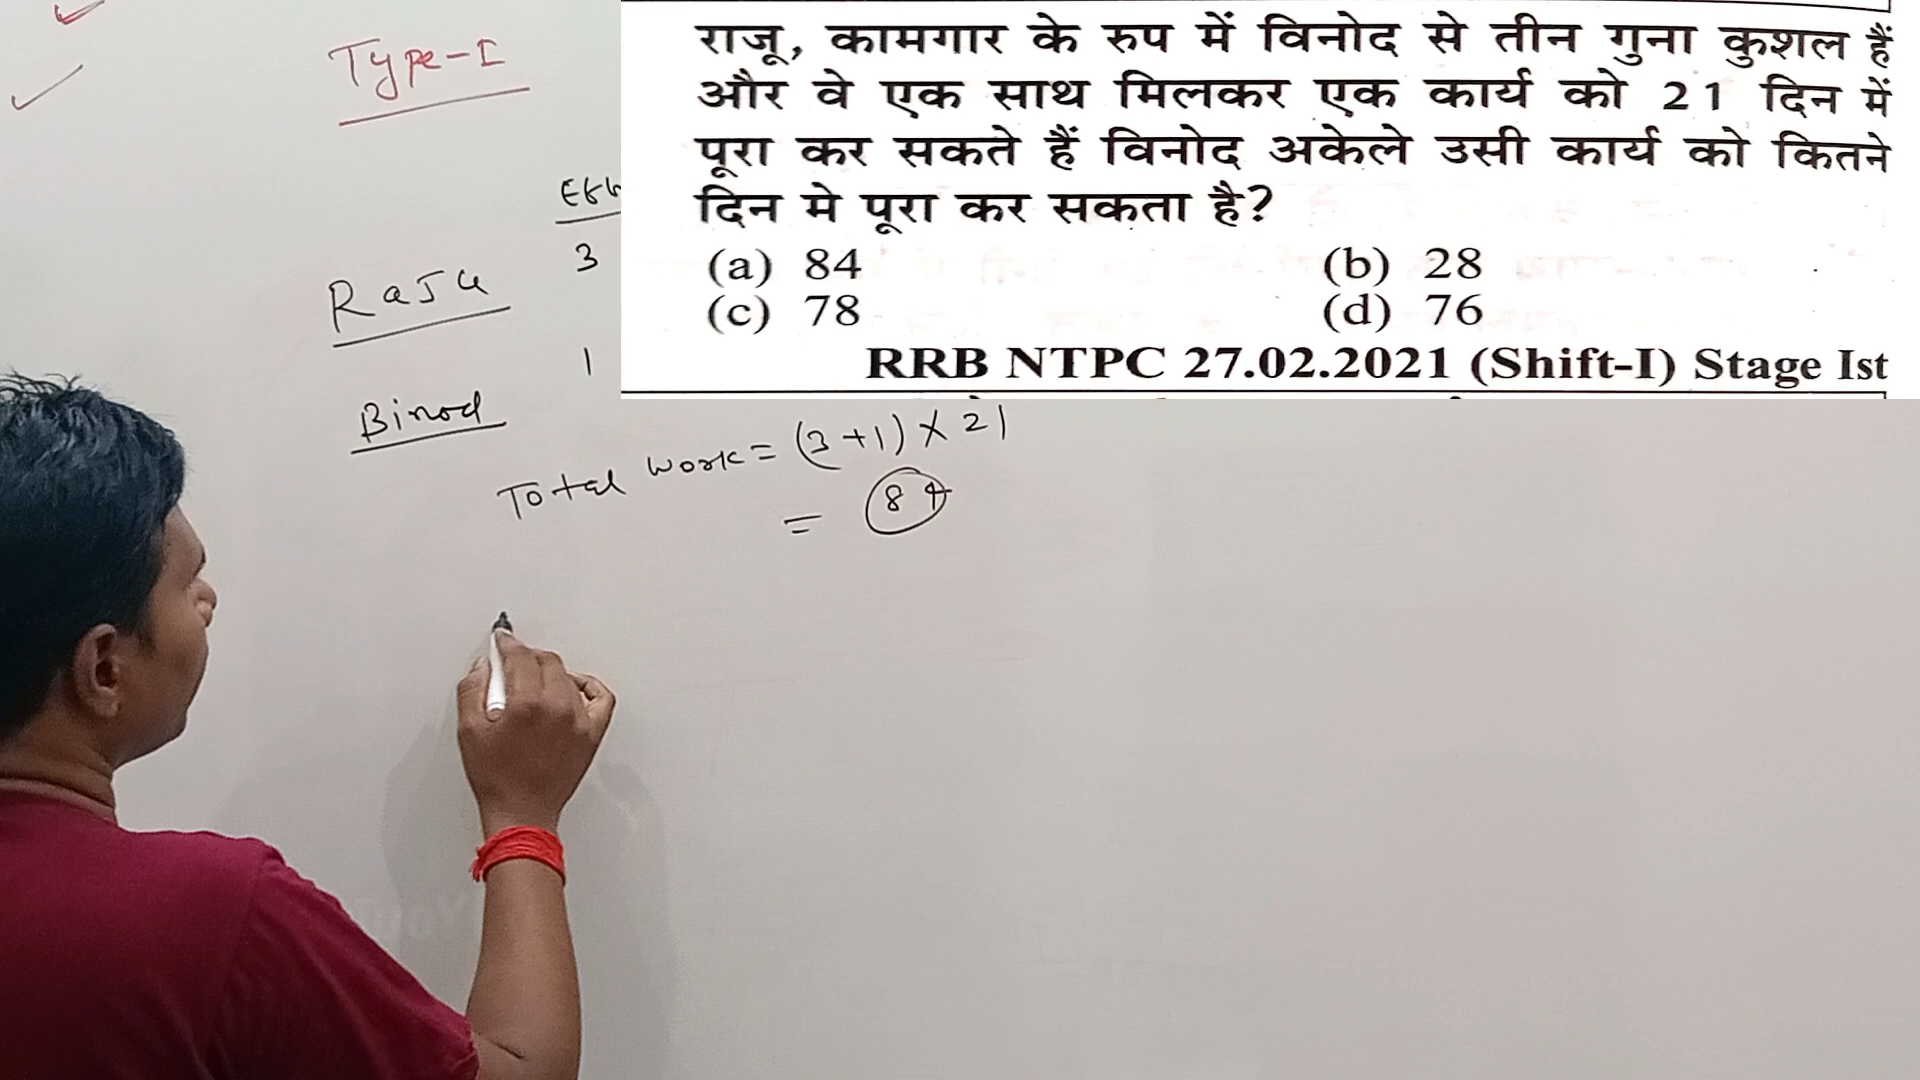 Type-I
Eff
3
RaJu
1
Binod
Total work = (3+1) × 21
= 84
राजू, कामगार के रुप में विनोद से तीन गुना कुशल हैं
और वे एक साथ मिलकर एक कार्य को 21 दिन में
पूरा कर सकते हैं विनोद अकेले उसी कार्य को कितने
दिन मे पूरा कर सकता है?
(a) 84 (b) 28
(c) 78 (d) 76
RRB NTPC 27.02.2021 (Shift-I) Stage Ist